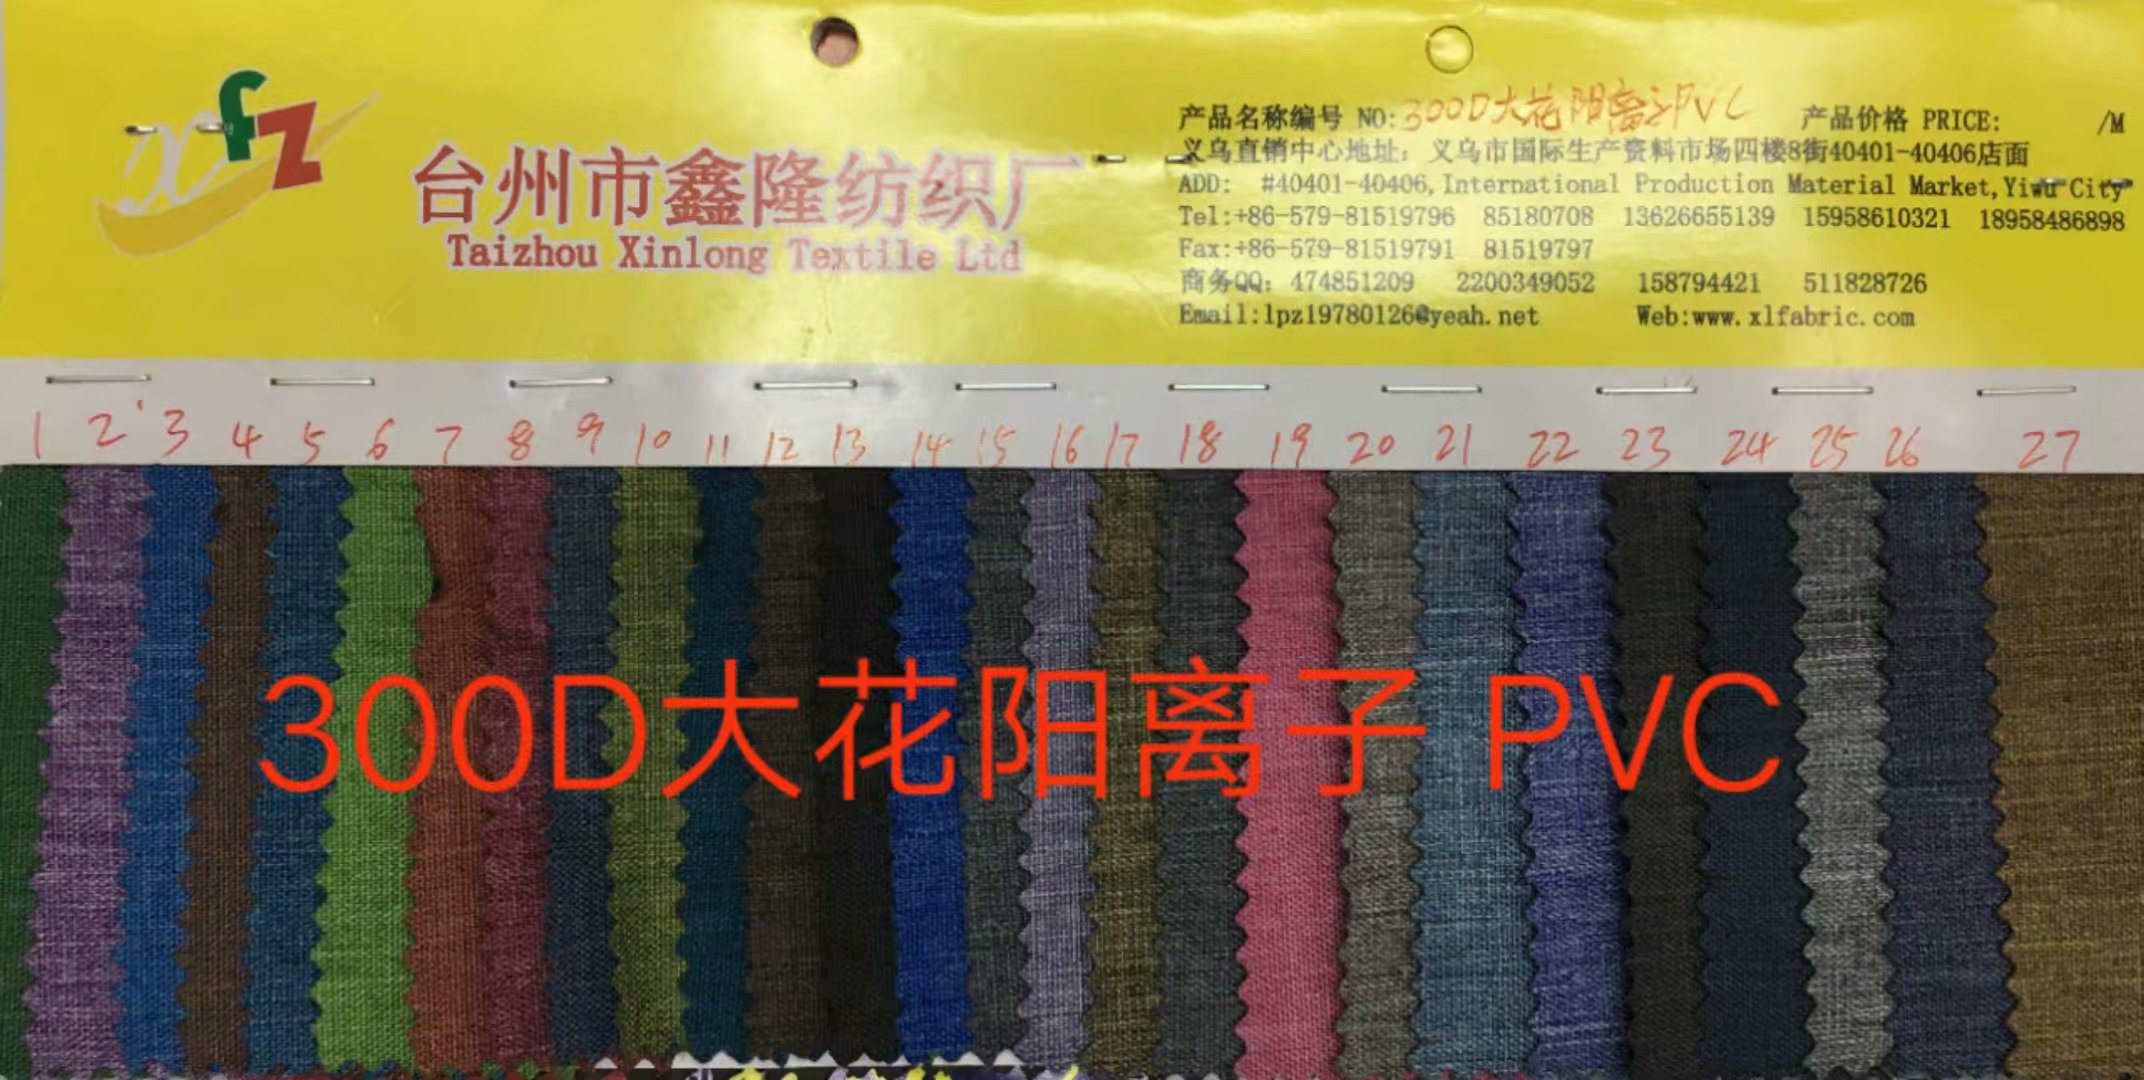 xfz
台州市鑫隆纺织厂
Taizhou Xinlong Textile Ltd
产品名称编号 NO:300D大花阳离子PVC 产品价格 PRICE: /M
义乌直销中心地址: 义乌市国际生产资料市场四楼8街40401-40406店面
ADD: #40401-40406,International Production Material Market,Yiwu City
Tel:+86-579-81519796 85180708 13626655139 15958610321 18958486898
Fax:+86-579-81519791 81519797
商务QQ: 474851209 2200349052 158794421 511828726
Email:lpz19780126@yeah.net Web:www.xlfabric.com
1 2 3 4 5 6 7 8 9 10 11 12 13 14 15 16 17 18 19 20 21 22 23 24 25 26 27
300D大花阳离子 PVC